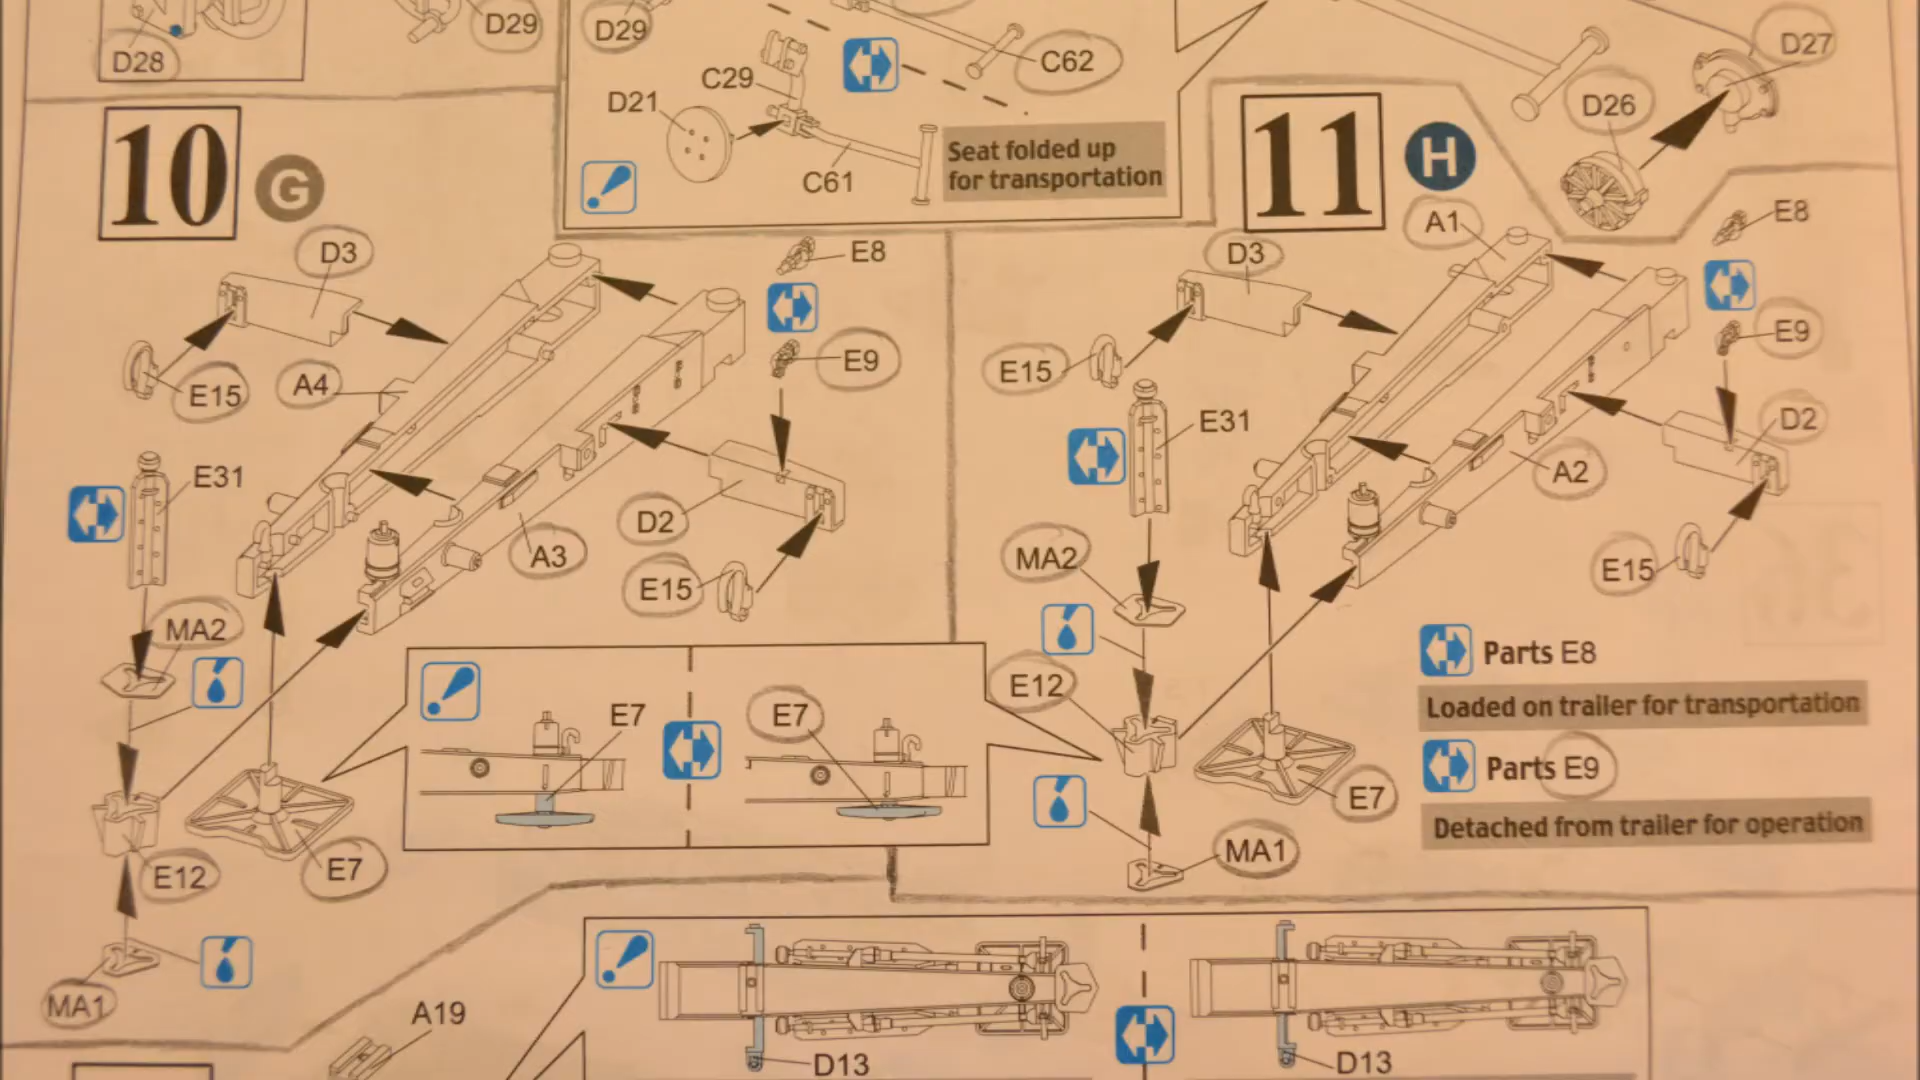 D28
D29
D29
C62
C29
D21
C61
Seat folded up
for transportation
D27
D26
10
G
D3
E8
E9
E15
A4
E31
A3
D2
E15
MA2
E7
E12
MA1
E7
E7
11
H
A1
D3
E8
E9
E15
E31
D2
A2
MA2
E15
E12
E7
MA1
Parts E8
Loaded on trailer for transportation
Parts E9
Detached from trailer for operation
A19
D13
D13